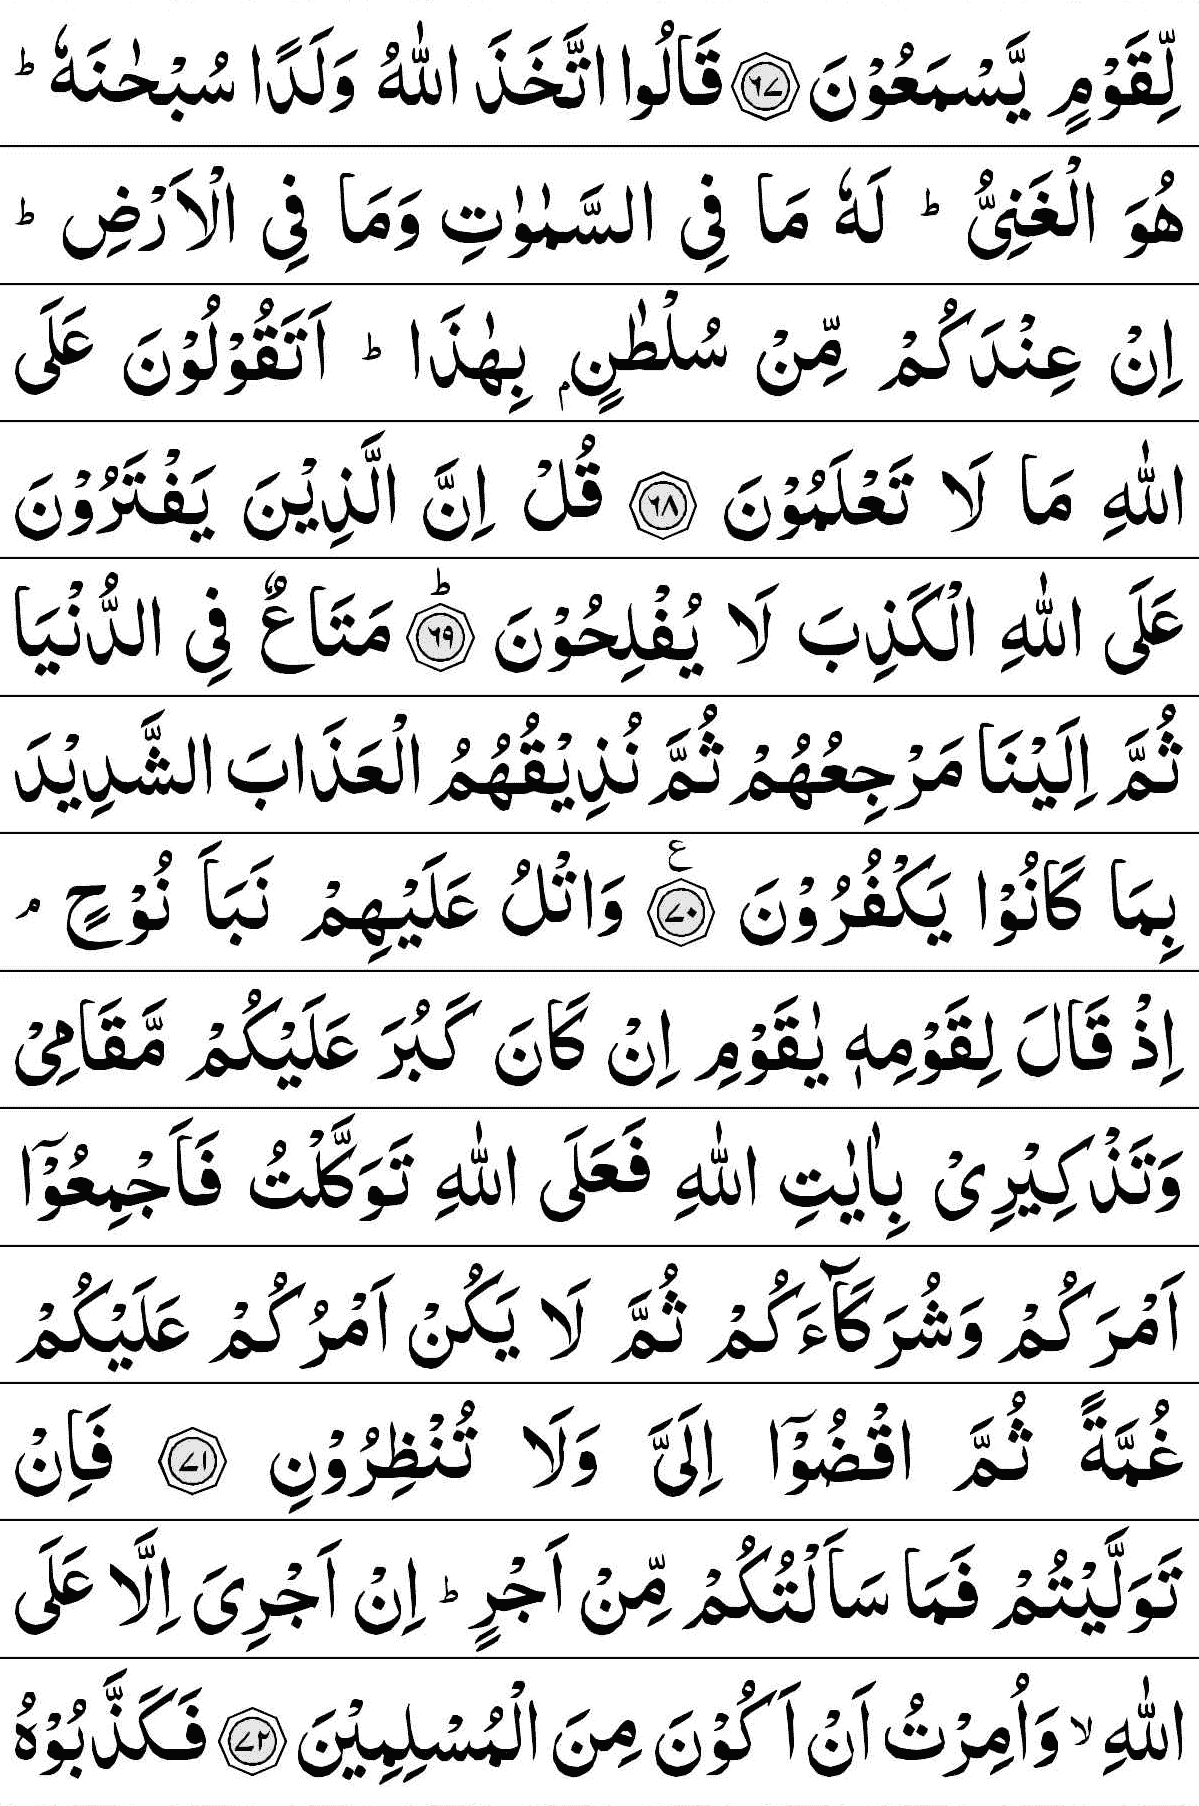 لِّقَوْمٍ يَّسْمَعُوْنَ ﴿٦٧﴾ قَالُوا اتَّخَذَ اللّٰهُ وَلَدًا سُبْحٰنَهٗ ؕ
هُوَ الْغَنِىُّ ؕ لَهٗ مَا فِى السَّمٰوٰتِ وَمَا فِى الْاَرْضِ ؕ
اِنْ عِنْدَكُمْ مِّنْ سُلْطٰنٍۭ بِهٰذَا ؕ اَتَقُوْلُوْنَ عَلَى
اللّٰهِ مَا لَا تَعْلَمُوْنَ ﴿٦٨﴾ قُلْ اِنَّ الَّذِيْنَ يَفْتَرُوْنَ
عَلَى اللّٰهِ الْكَذِبَ لَا يُفْلِحُوْنَ ؕ﴿٦٩﴾ مَتَاعٌ فِى الدُّنْيَا
ثُمَّ اِلَيْنَا مَرْجِعُهُمْ ثُمَّ نُذِيْقُهُمُ الْعَذَابَ الشَّدِيْدَ
بِمَا كَانُوْا يَكْفُرُوْنَ ﴿٧٠﴾ ع وَاتْلُ عَلَيْهِمْ نَبَاَ نُوْحٍ ۘ
اِذْ قَالَ لِقَوْمِهٖ يٰقَوْمِ اِنْ كَانَ كَبُرَ عَلَيْكُمْ مَّقَامِىْ
وَتَذْكِيْرِىْ بِاٰيٰتِ اللّٰهِ فَعَلَى اللّٰهِ تَوَكَّلْتُ فَاَجْمِعُوْۤا
اَمْرَكُمْ وَشُرَكَآءَكُمْ ثُمَّ لَا يَكُنْ اَمْرُكُمْ عَلَيْكُمْ
غُمَّةً ثُمَّ اقْضُوْۤا اِلَىَّ وَلَا تُنْظِرُوْنِ ﴿٧١﴾ فَاِنْ
تَوَلَّيْتُمْ فَمَا سَاَلْتُكُمْ مِّنْ اَجْرٍ ؕ اِنْ اَجْرِىَ اِلَّا عَلَى
اللّٰهِ ۙ وَاُمِرْتُ اَنْ اَكُوْنَ مِنَ الْمُسْلِمِيْنَ ﴿٧٢﴾ فَكَذَّبُوْهُ